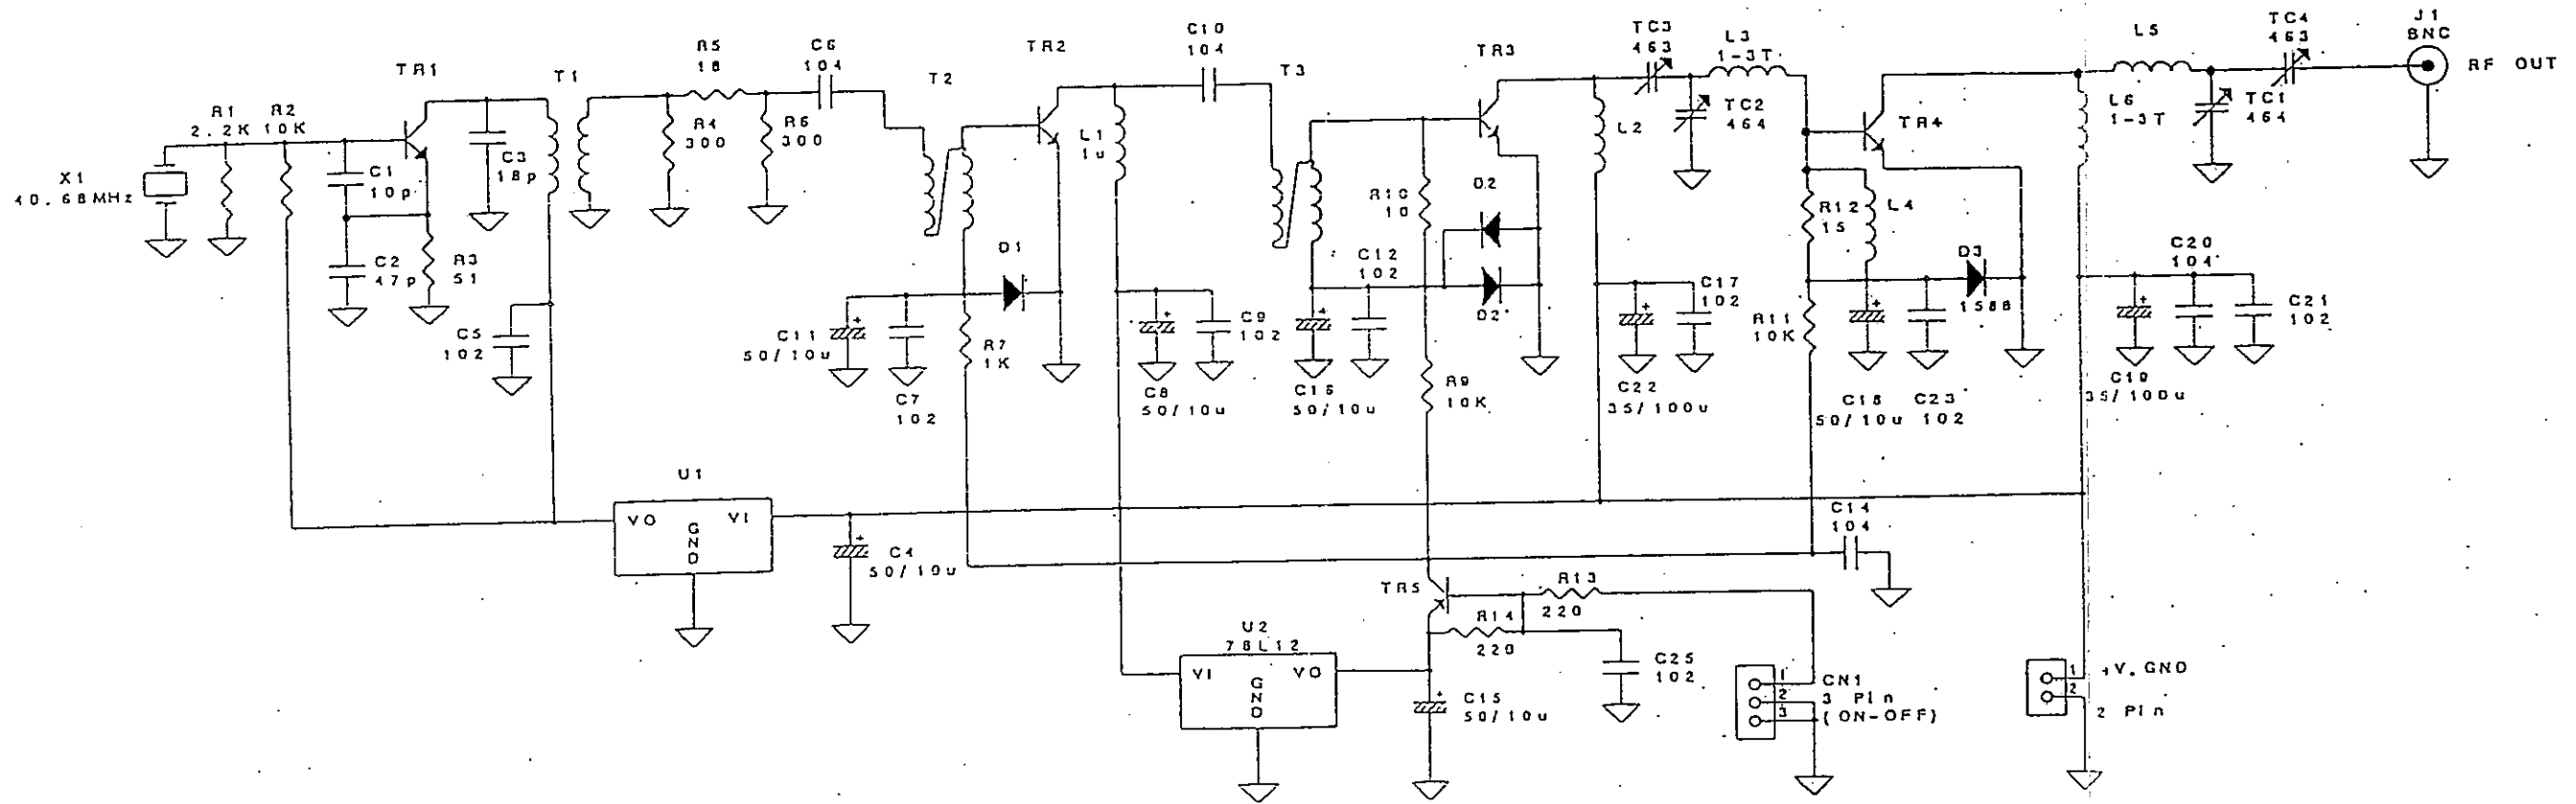 X1
40.68MHz
R1
2.2K
R2
10K
C1
10p
C2
47p
TR1
R3
51
C3
18p
C5
102
T1
R5
18
R4
300
R6
300
C6
104
T2
D1
C11
50/10u
C7
102
R7
1K
TR2
L1
1u
C8
50/10u
C9
102
C10
104
T3
C16
50/10u
C12
102
R10
10
R9
10K
TR3
D2
D2'
L2
C22
35/100u
C17
102
TC3
463
TC2
464
L3
1-3T
TR4
R12
15
L4
R11
10K
C18
50/10u
C23
102
D3
1588
L5
L6
1-3T
TC1
464
TC4
463
J1
BNC
RF OUT
C19
35/100u
C20
104
C21
102
U1
VO
VI
GND
C4
50/10u
C14
104
TR5
R13
220
R14
220
U2
78L12
VI
VO
GND
C15
50/10u
C25
102
1
2
3
CN1
3 Pin
(ON-OFF)
1
2
+V.GND
2 Pin